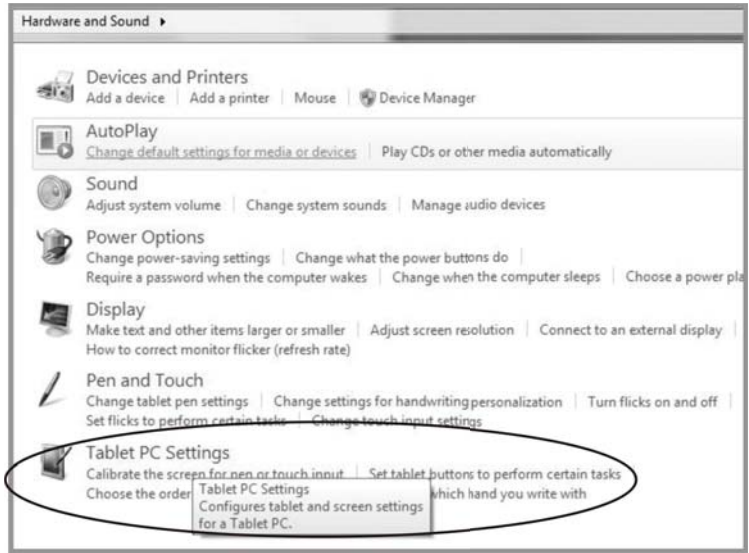 Hardware and Sound
Devices and Printers
Add a device | Add a printer | Mouse | Device Manager
AutoPlay
Change default settings for media or devices | Play CDs or other media automatically
Sound
Adjust system volume | Change system sounds | Manage audio devices
Power Options
Change power-saving settings | Change what the power buttons do |
Require a password when the computer wakes | Change when the computer sleeps | Choose a power pla
Display
Make text and other items larger or smaller | Adjust screen resolution | Connect to an external display |
How to correct monitor flicker (refresh rate)
Pen and Touch
Change tablet pen settings | Change settings for handwriting personalization | Turn flicks on and off |
Set flicks to perform certain tasks | Change touch input settings
Tablet PC Settings
Calibrate the screen for pen or touch input | Set tablet buttons to perform certain tasks
Choose the order which hand you write with
Tablet PC Settings
Configures tablet and screen settings
for a Tablet PC.